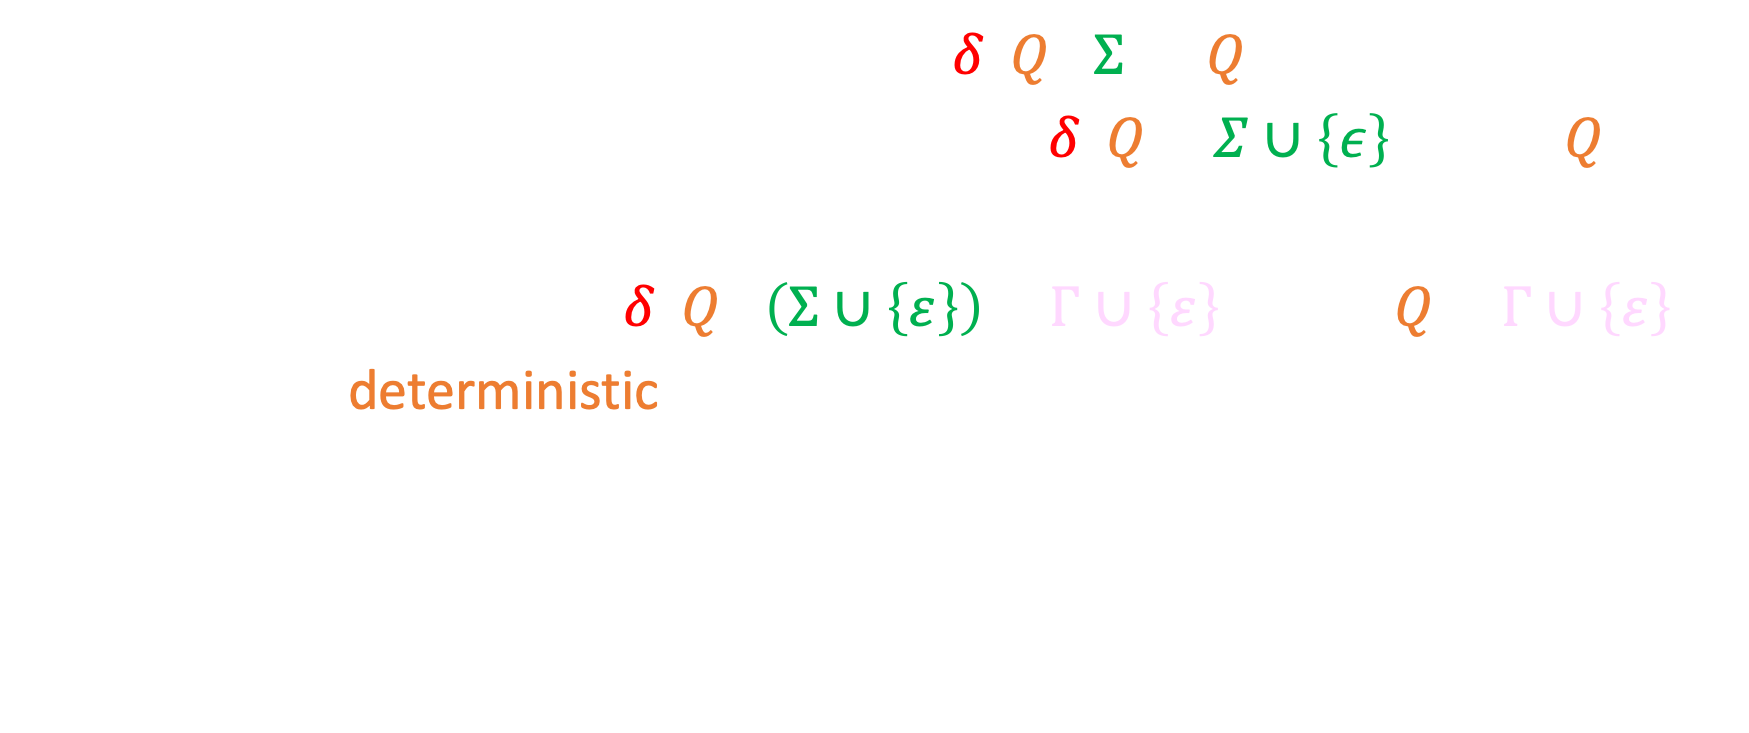 δ Q Σ Q
δ Q Σ ∪ {ϵ} Q
δ Q (Σ ∪ {ε}) Γ ∪ {ε} Q Γ ∪ {ε}
deterministic